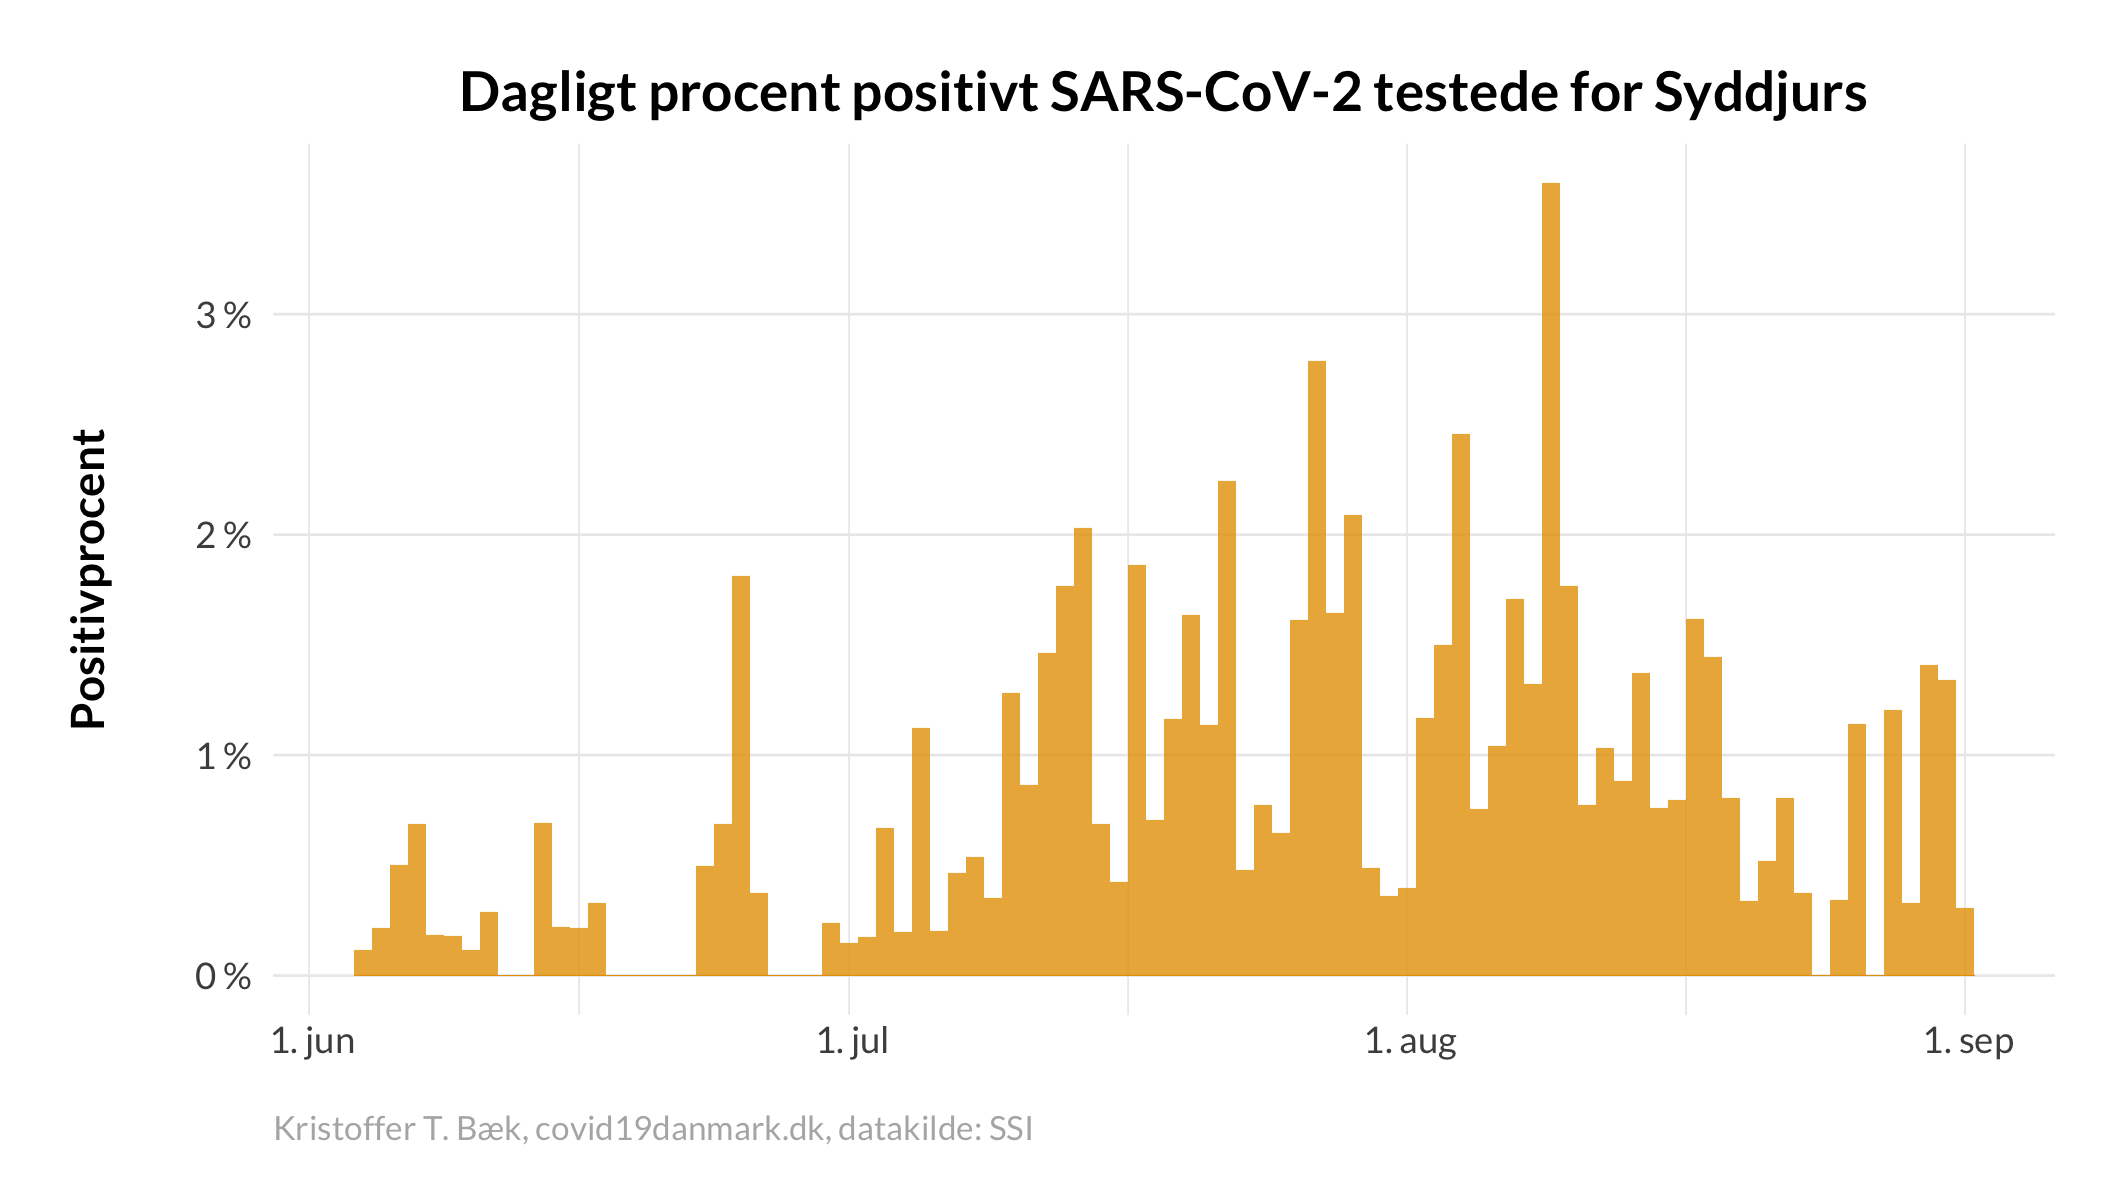 Dagligt procent positivt SARS-CoV-2 testede for Syddjurs
Positivprocent
3 %
2 %
1 %
0 %
1. jun
1. jul
1. aug
1. sep
Kristoffer T. Bæk, covid19danmark.dk, datakilde: SSI